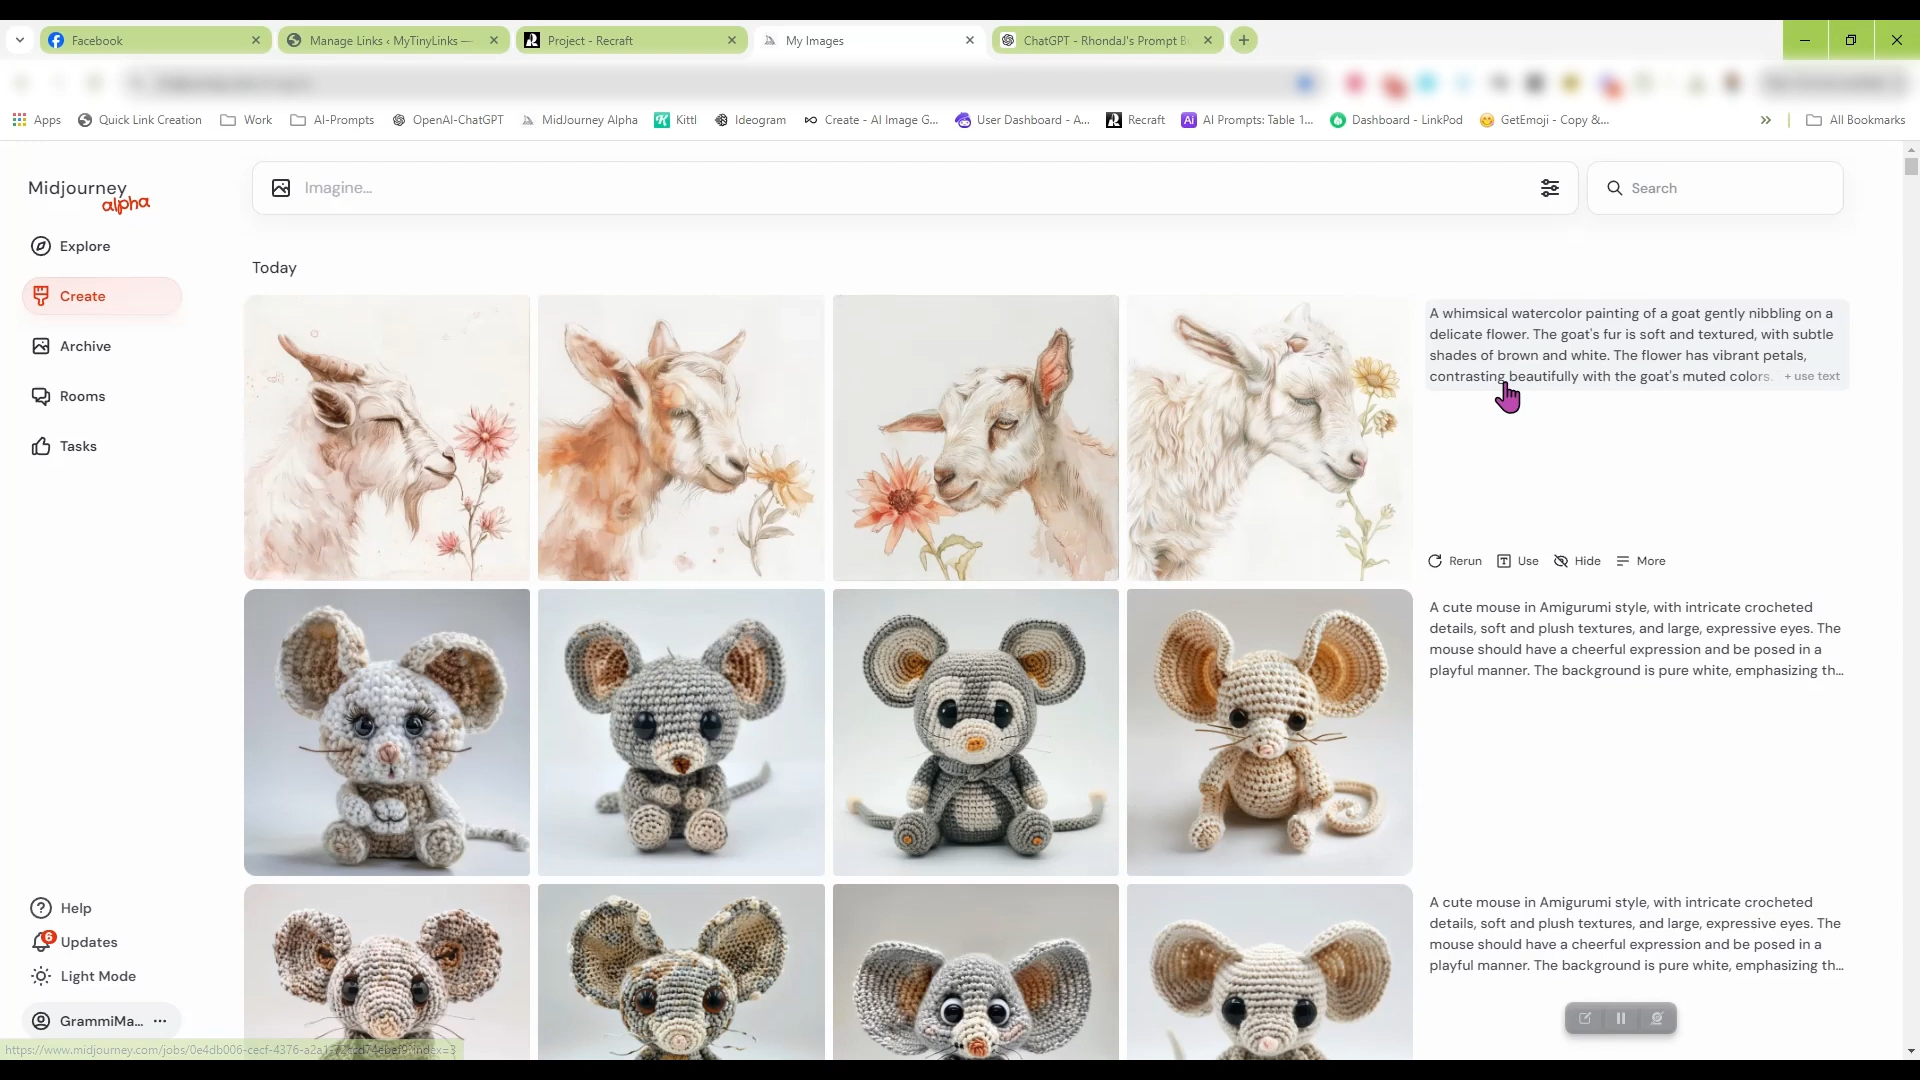 Facebook
Manage Links ‹ MyTinyLinks —
Project - Recraft
My Images
ChatGPT - RhondaJ's Prompt B
Apps
Quick Link Creation
Work
AI-Prompts
OpenAI-ChatGPT
MidJourney Alpha
Kittl
Ideogram
Create - AI Image G...
User Dashboard - A...
Recraft
AI Prompts: Table 1...
Dashboard - LinkPod
GetEmoji - Copy &...
All Bookmarks
Midjourney
alpha
Imagine...
Search
Explore
Create
Archive
Rooms
Tasks
Today
A whimsical watercolor painting of a goat gently nibbling on a
delicate flower. The goat's fur is soft and textured, with subtle
shades of brown and white. The flower has vibrant petals,
contrasting beautifully with the goat's muted colors. + use text
Rerun Use Hide More
A cute mouse in Amigurumi style, with intricate crocheted
details, soft and plush textures, and large, expressive eyes. The
mouse should have a cheerful expression and be posed in a
playful manner. The background is pure white, emphasizing th...
A cute mouse in Amigurumi style, with intricate crocheted
details, soft and plush textures, and large, expressive eyes. The
mouse should have a cheerful expression and be posed in a
playful manner. The background is pure white, emphasizing th...
Help
6
Updates
Light Mode
GrammiMa... ···